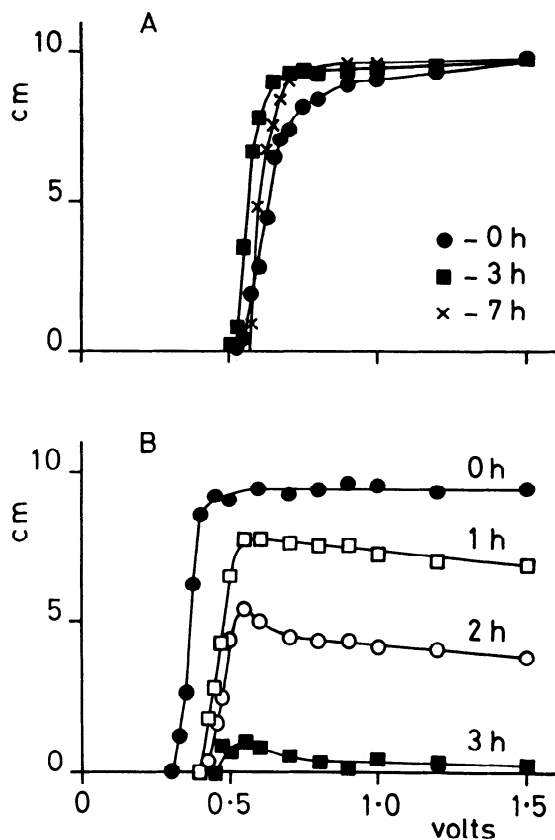 A
10
cm
5
0
● – 0 h
■ – 3 h
× – 7 h
B
10
cm
5
0
0 h
1 h
2 h
3 h
0
0·5
1·0
1·5
volts